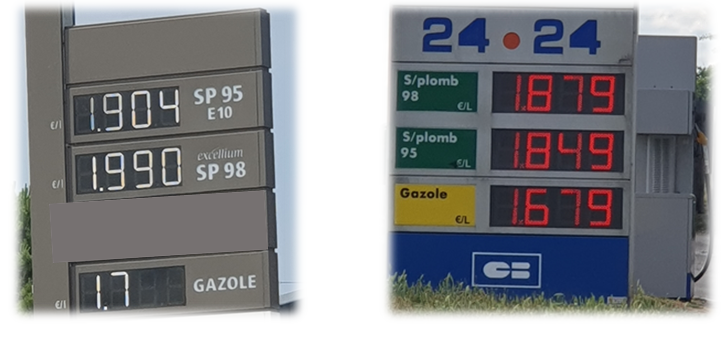 1.904 SP 95
E10
€/l
1.990 excellium
SP 98
€/l
1.7 GAZOLE
€/l
24 • 24
S/plomb
98
€/L
1.879
S/plomb
95
€/L
1.849
Gazole
€/L
1.679
CB